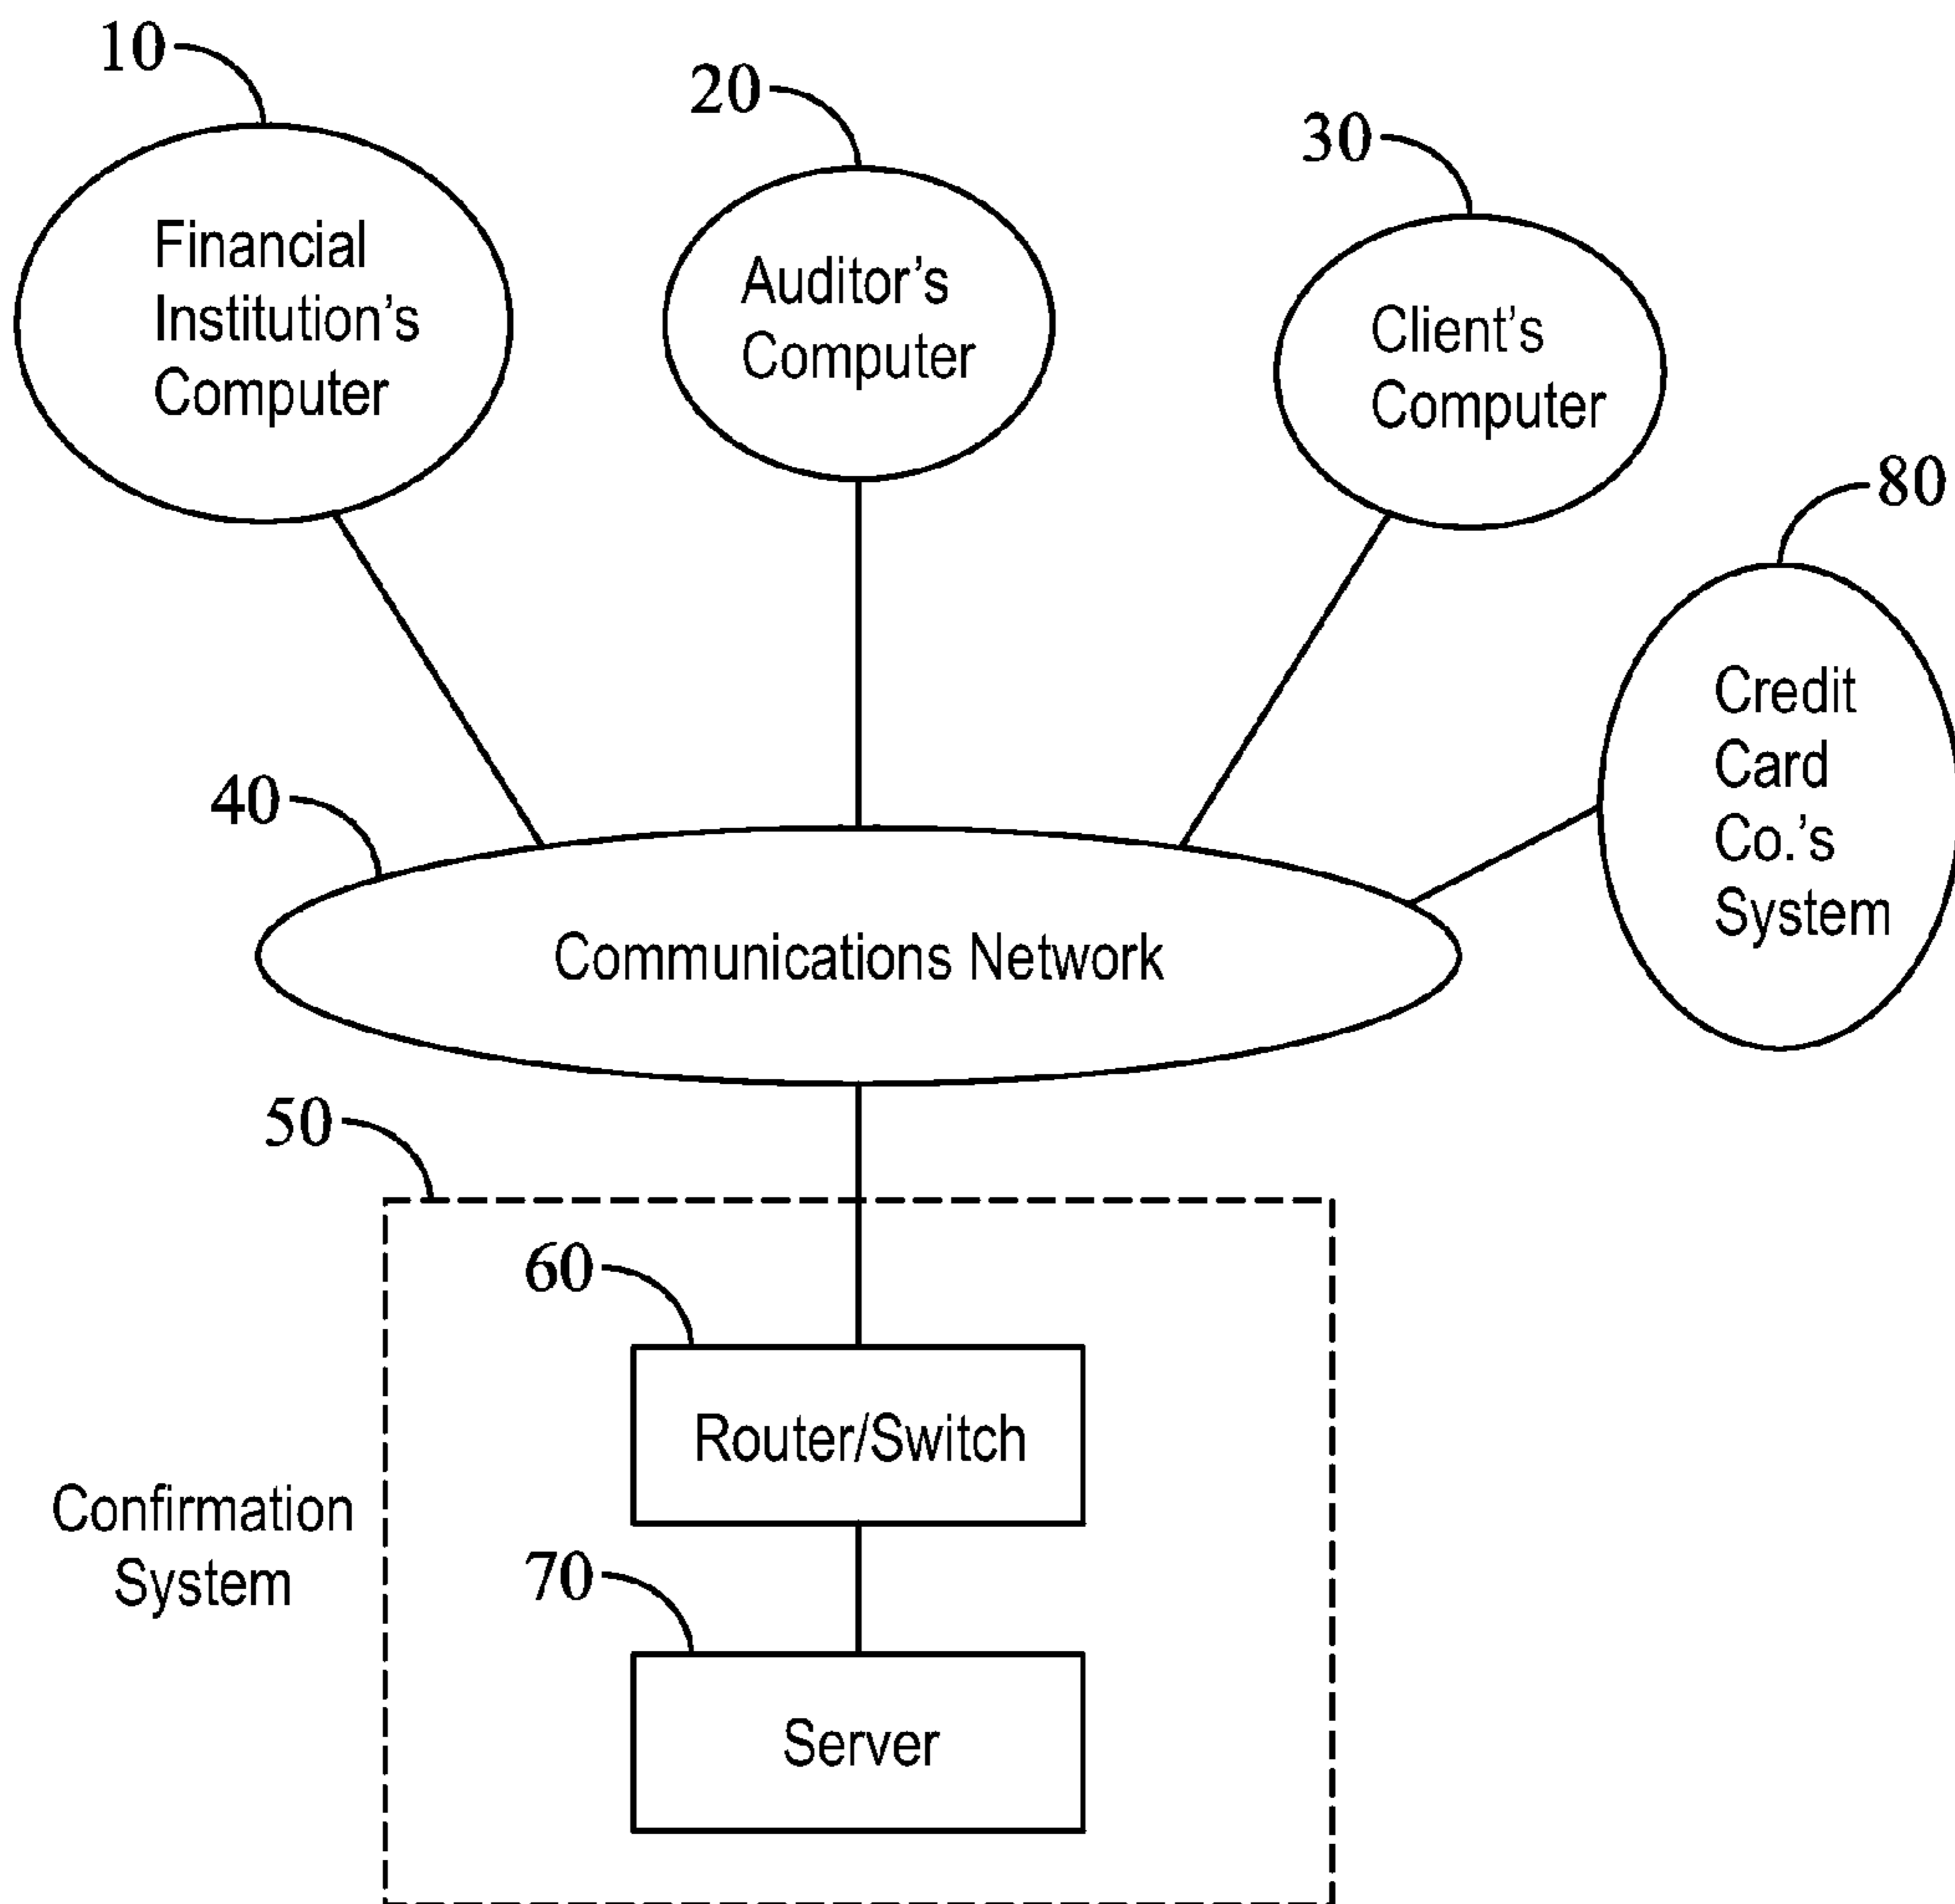 10
20
30
Financial
Institution's
Computer
Auditor's
Computer
Client's
Computer
80
Credit
Card
Co.'s
System
40
Communications Network
50
60
Router/Switch
Confirmation
System
70
Server